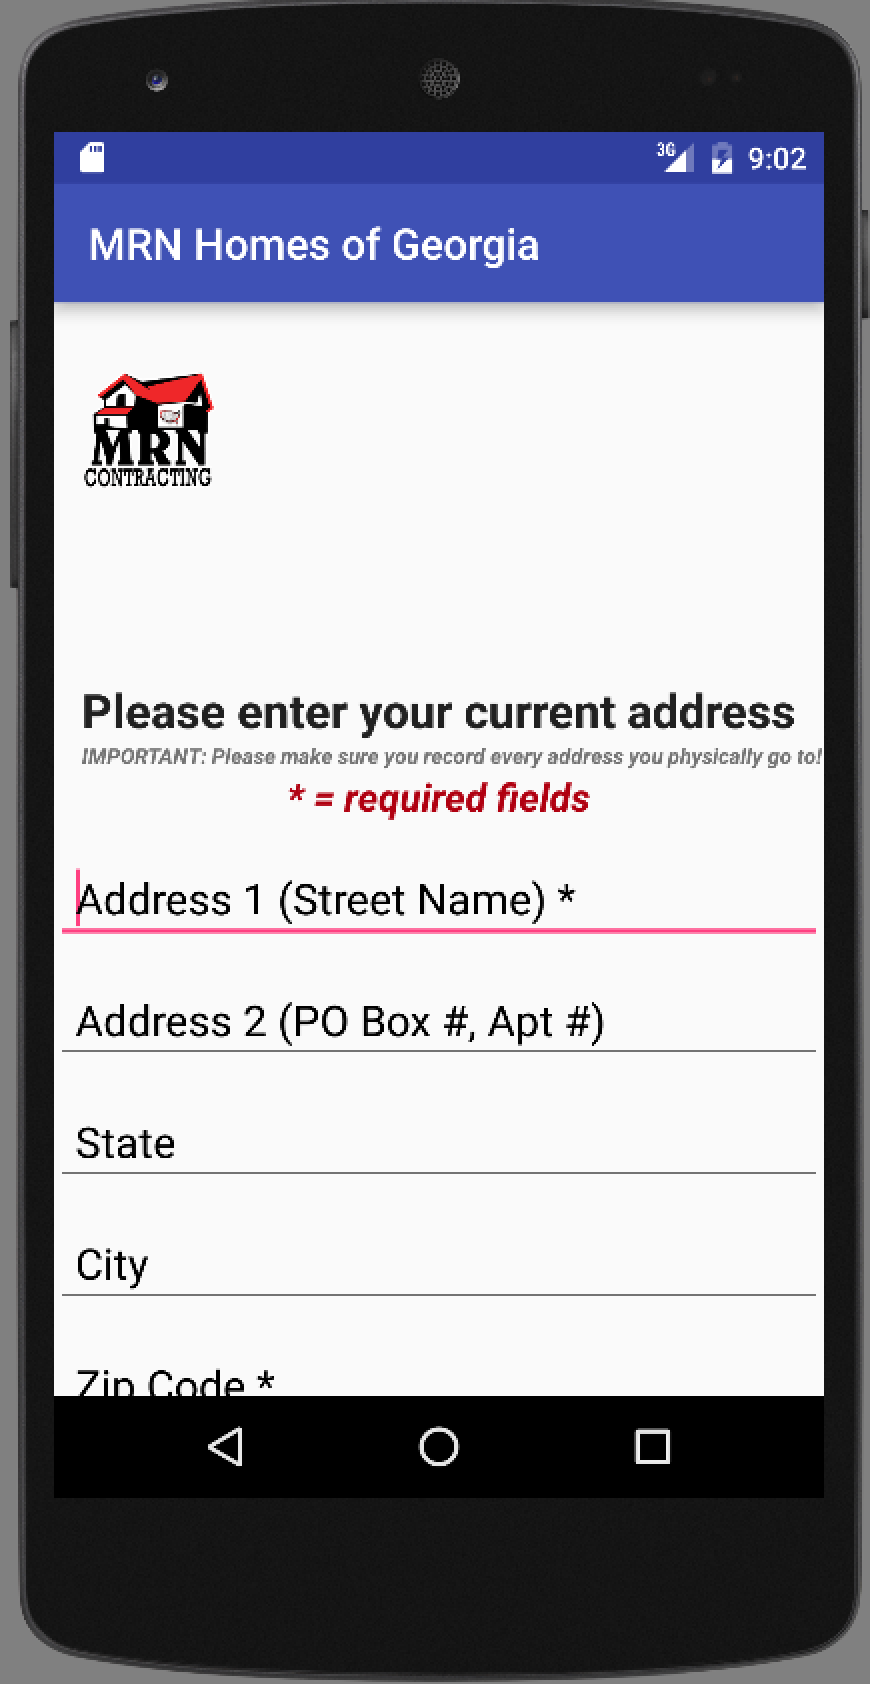 3G 9:02
MRN Homes of Georgia
MRN
CONTRACTING
Please enter your current address
IMPORTANT: Please make sure you record every address you physically go to!
* = required fields
Address 1 (Street Name) *
Address 2 (PO Box #, Apt #)
State
City
Zip Code *